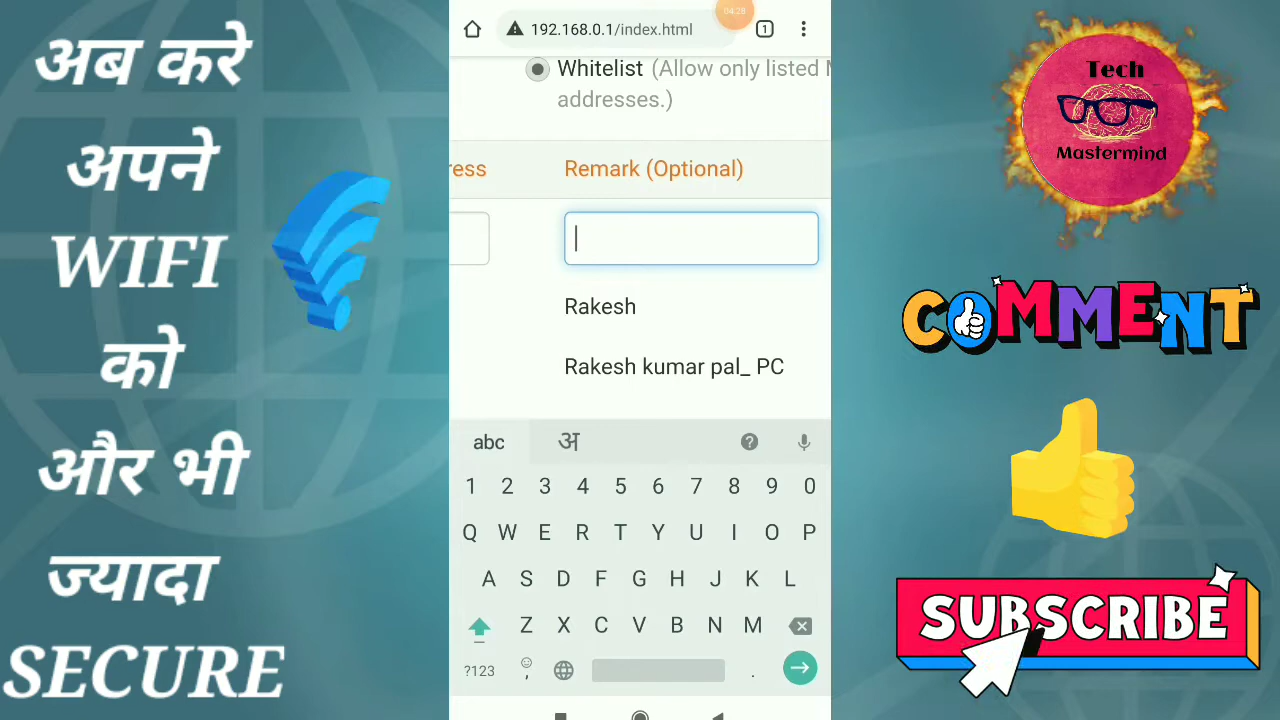 अब करे
अपने
WIFI
को
और भी
ज्यादा
SECURE
04:28
192.168.0.1/index.html
1
Whitelist (Allow only listed M
addresses.)
ress
Remark (Optional)
Rakesh
Rakesh kumar pal_ PC
abc
अ
?
1 2 3 4 5 6 7 8 9 0
Q W E R T Y U I O P
A S D F G H J K L
Z X C V B N M
?123
,
.
Tech
Mastermind
COMMENT
SUBSCRIBE